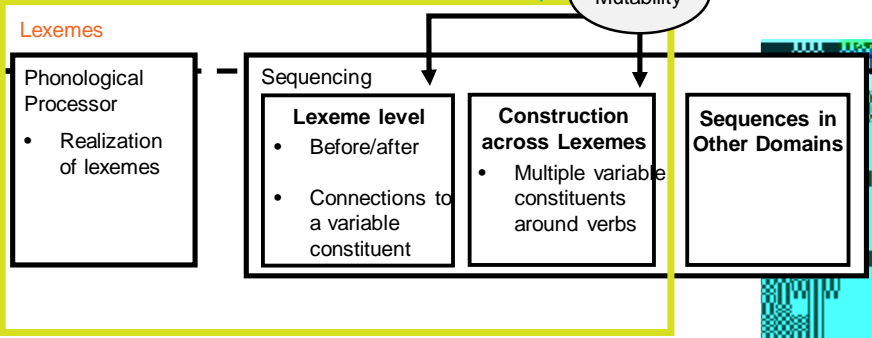 Mutability
Lexemes
Phonological
Processor
• Realization
of lexemes
Sequencing
Lexeme level
• Before/after
• Connections to
a variable
constituent
Construction
across Lexemes
• Multiple variable
constituents
around verbs
Sequences in
Other Domains